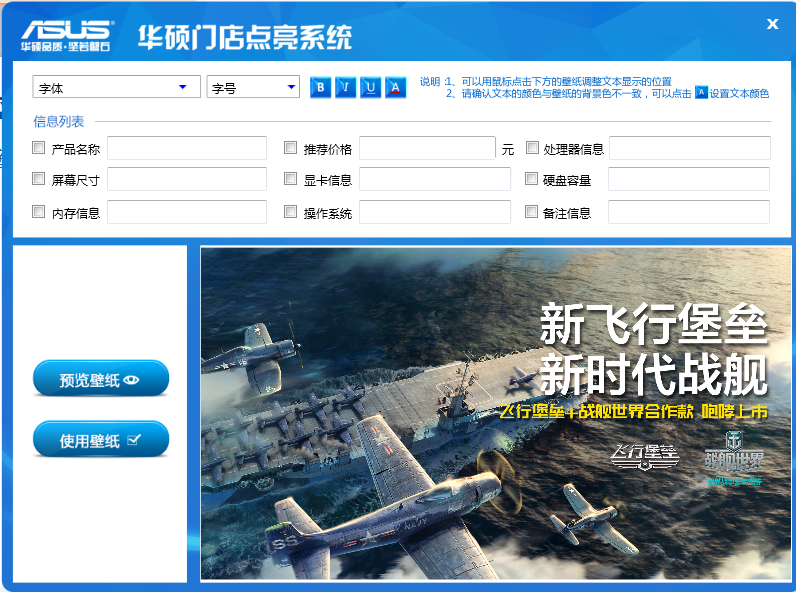 ASUS
华硕品质·坚若磐石
华硕门店点亮系统
x
字体
字号
B I U A
说明：1、可以用鼠标点击下方的壁纸调整文本显示的位置
2、请确认文本的颜色与壁纸的背景色不一致，可以点击 A 设置文本颜色
信息列表
产品名称
推荐价格
元
处理器信息
屏幕尺寸
显卡信息
硬盘容量
内存信息
操作系统
备注信息
预览壁纸
使用壁纸
新飞行堡垒
新时代战舰
飞行堡垒+战舰世界合作款 咆哮上市
飞行堡垒
战舰世界
NAVY